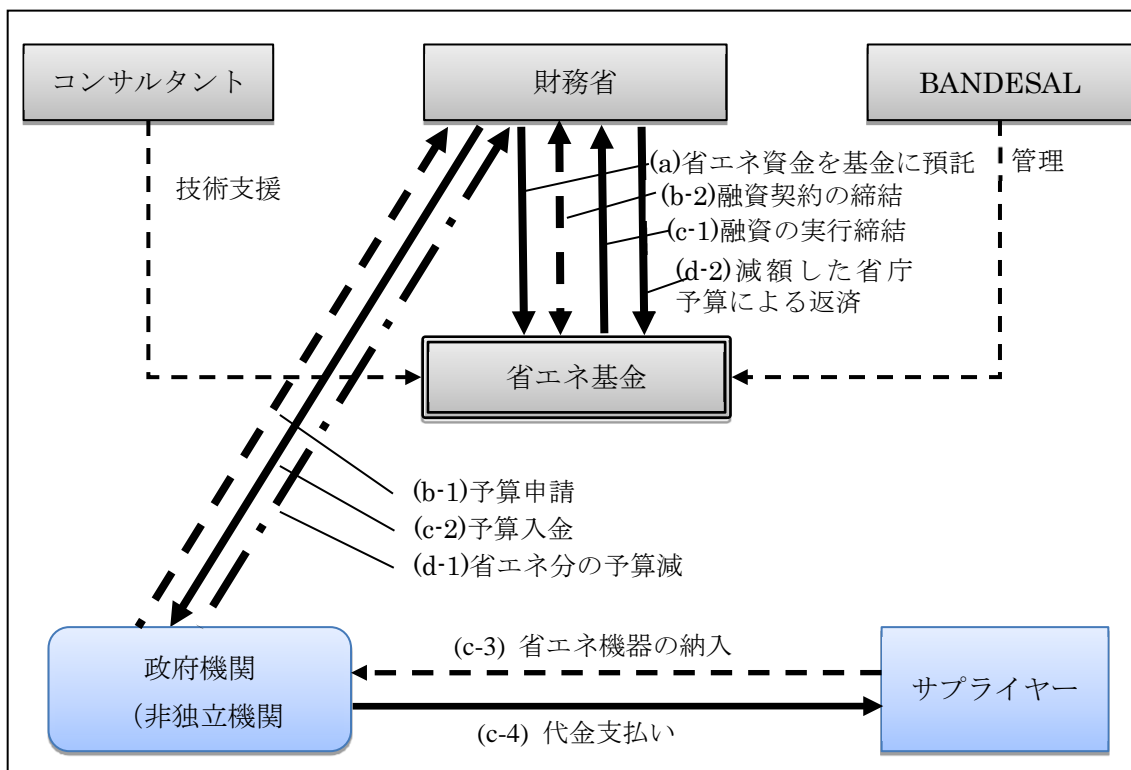 コンサルタント
財務省
BANDESAL
技術支援
(a)省エネ資金を基金に預託
管理
(b-2)融資契約の締結
(c-1)融資の実行締結
(d-2)減額した省庁
予算による返済
省エネ基金
(b-1)予算申請
(c-2)予算入金
(d-1)省エネ分の予算減
(c-3) 省エネ機器の納入
政府機関
(非独立機関
サプライヤー
(c-4) 代金支払い